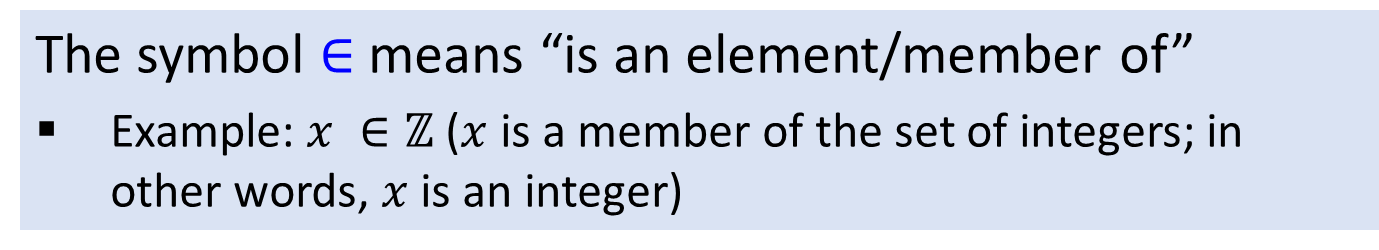 The symbol ∈ means “is an element/member of”
▪ Example: 𝑥 ∈ ℤ (𝑥 is a member of the set of integers; in
other words, 𝑥 is an integer)